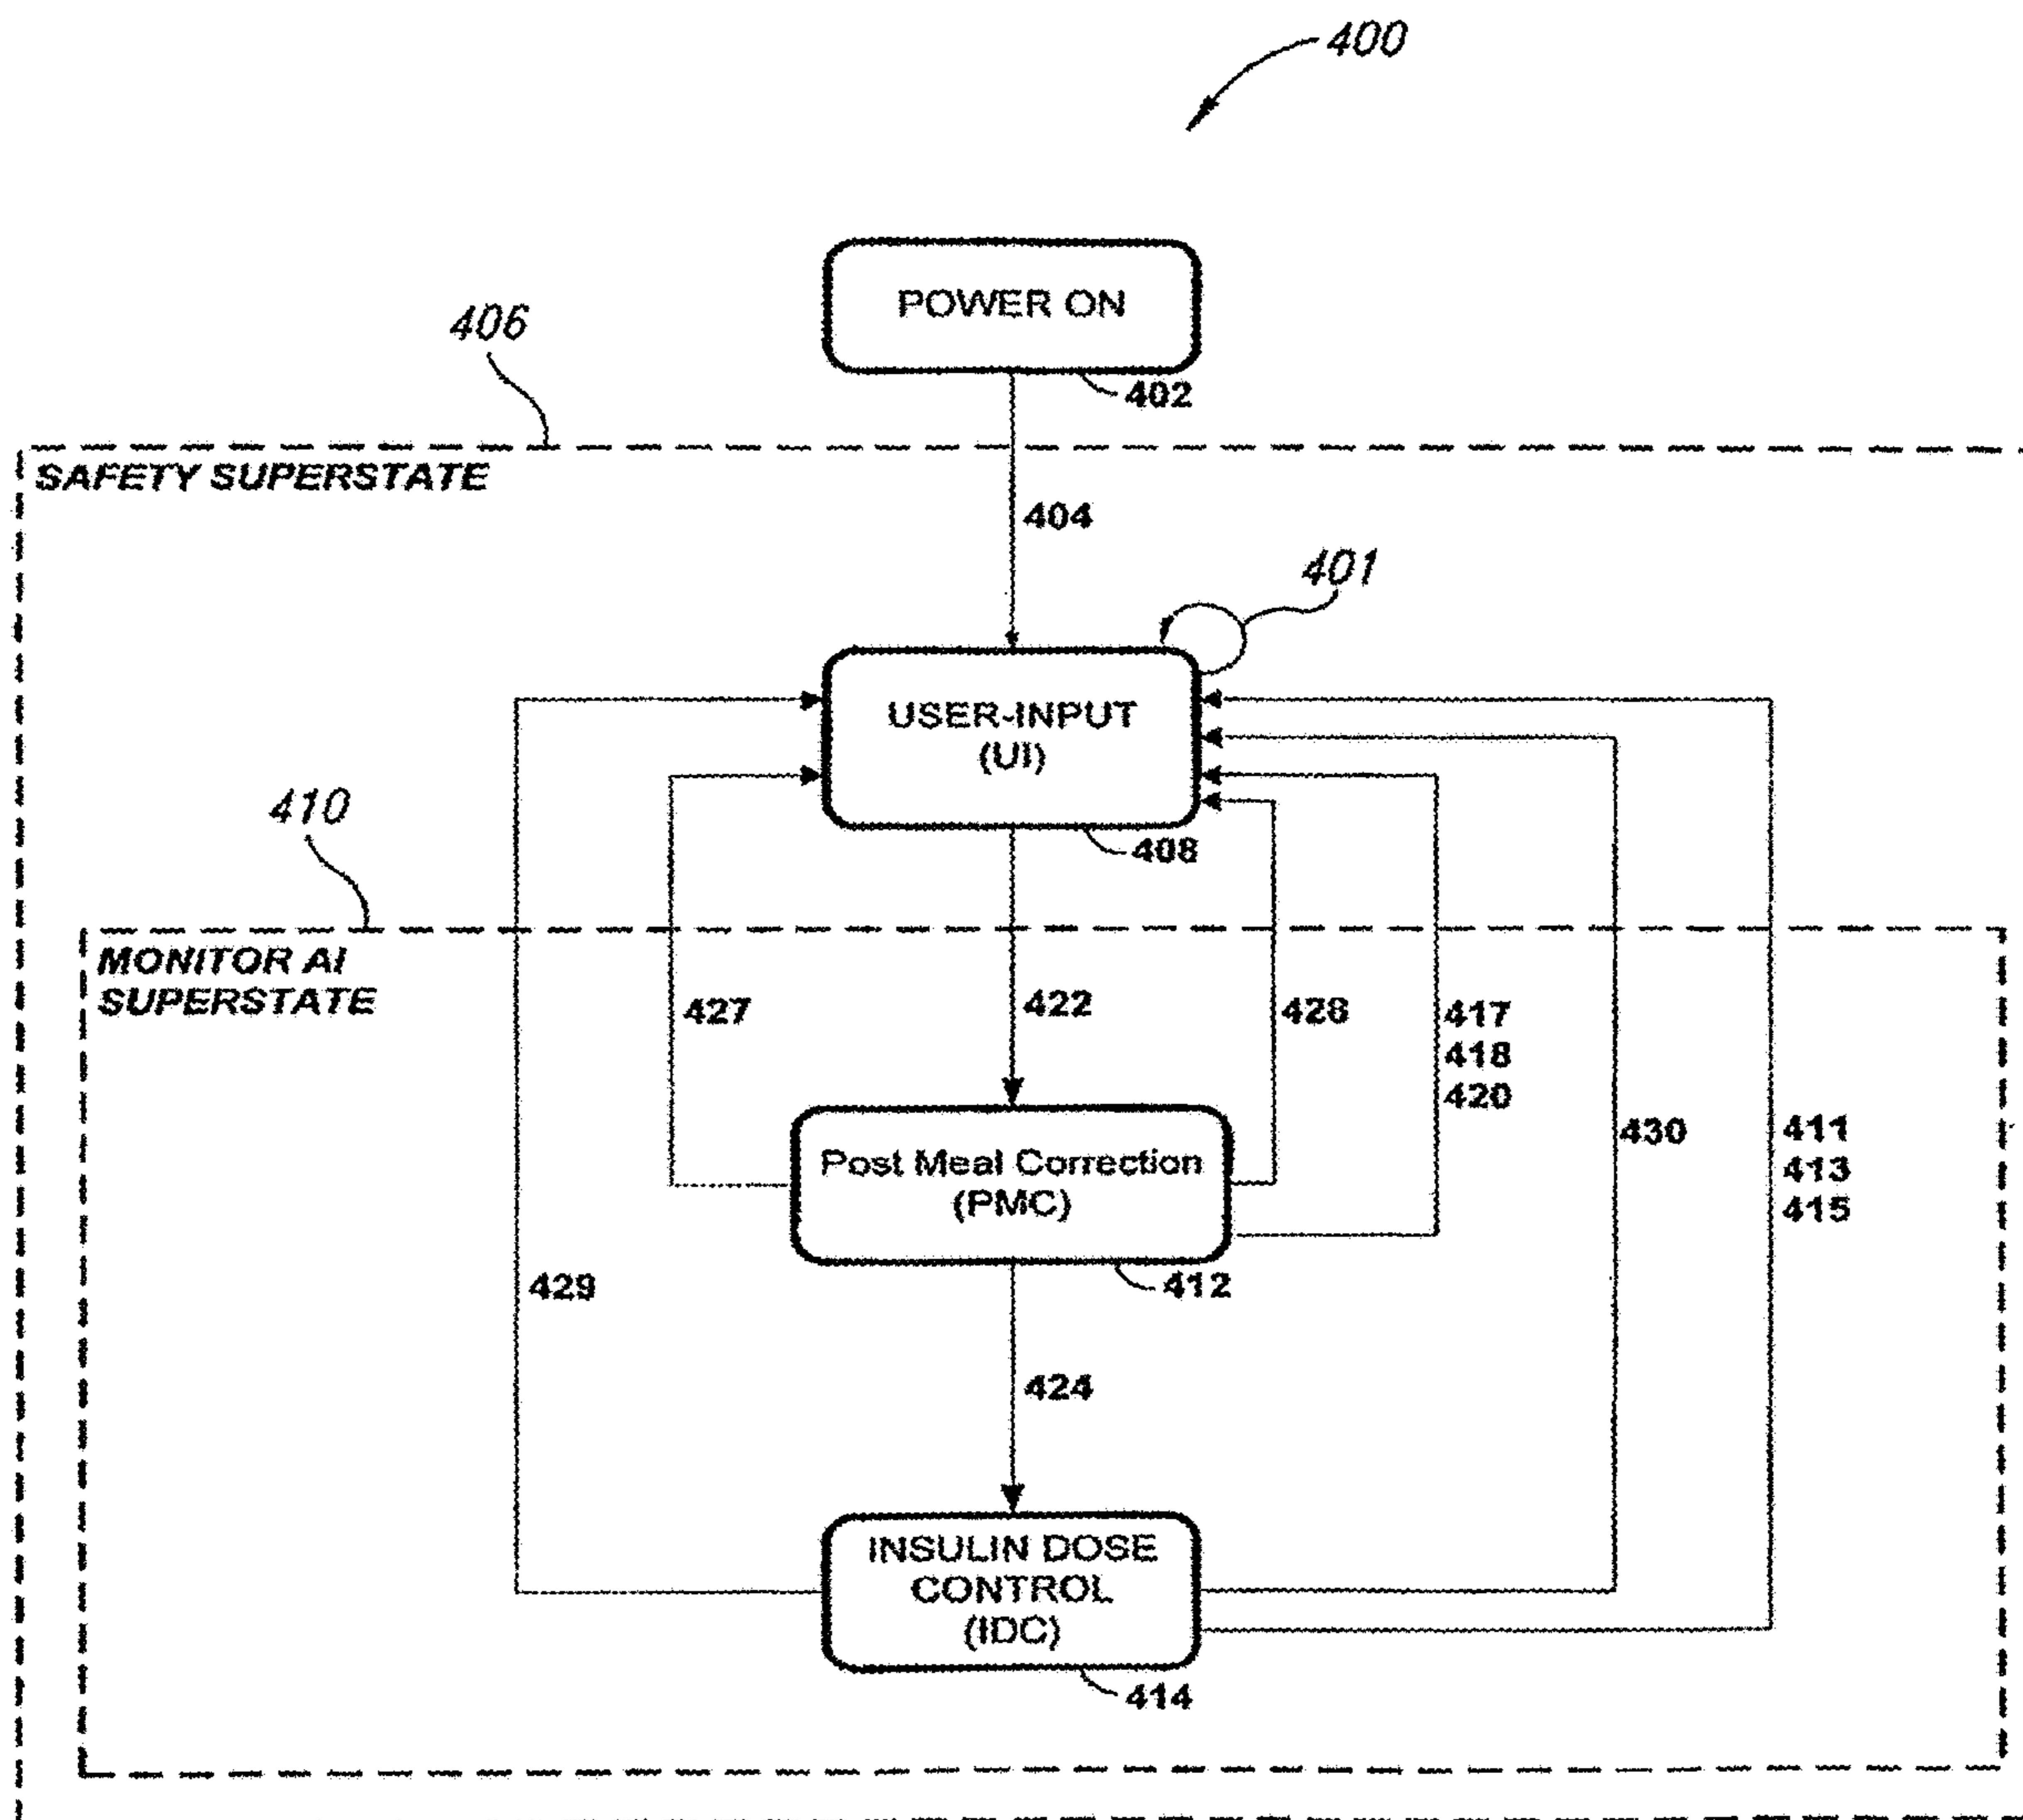 400
POWER ON
402
406
SAFETY SUPERSTATE
404
401
USER-INPUT
(UI)
408
410
MONITOR AI
SUPERSTATE
427
422
428
417
418
420
430
411
413
415
Post Meal Correction
(PMC)
412
429
424
INSULIN DOSE
CONTROL
(IDC)
414